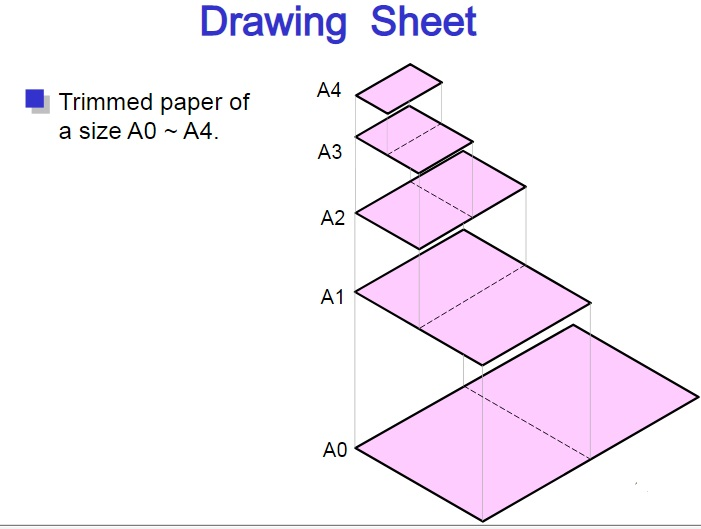 Drawing Sheet
Trimmed paper of
a size A0 ~ A4.
A4
A3
A2
A1
A0